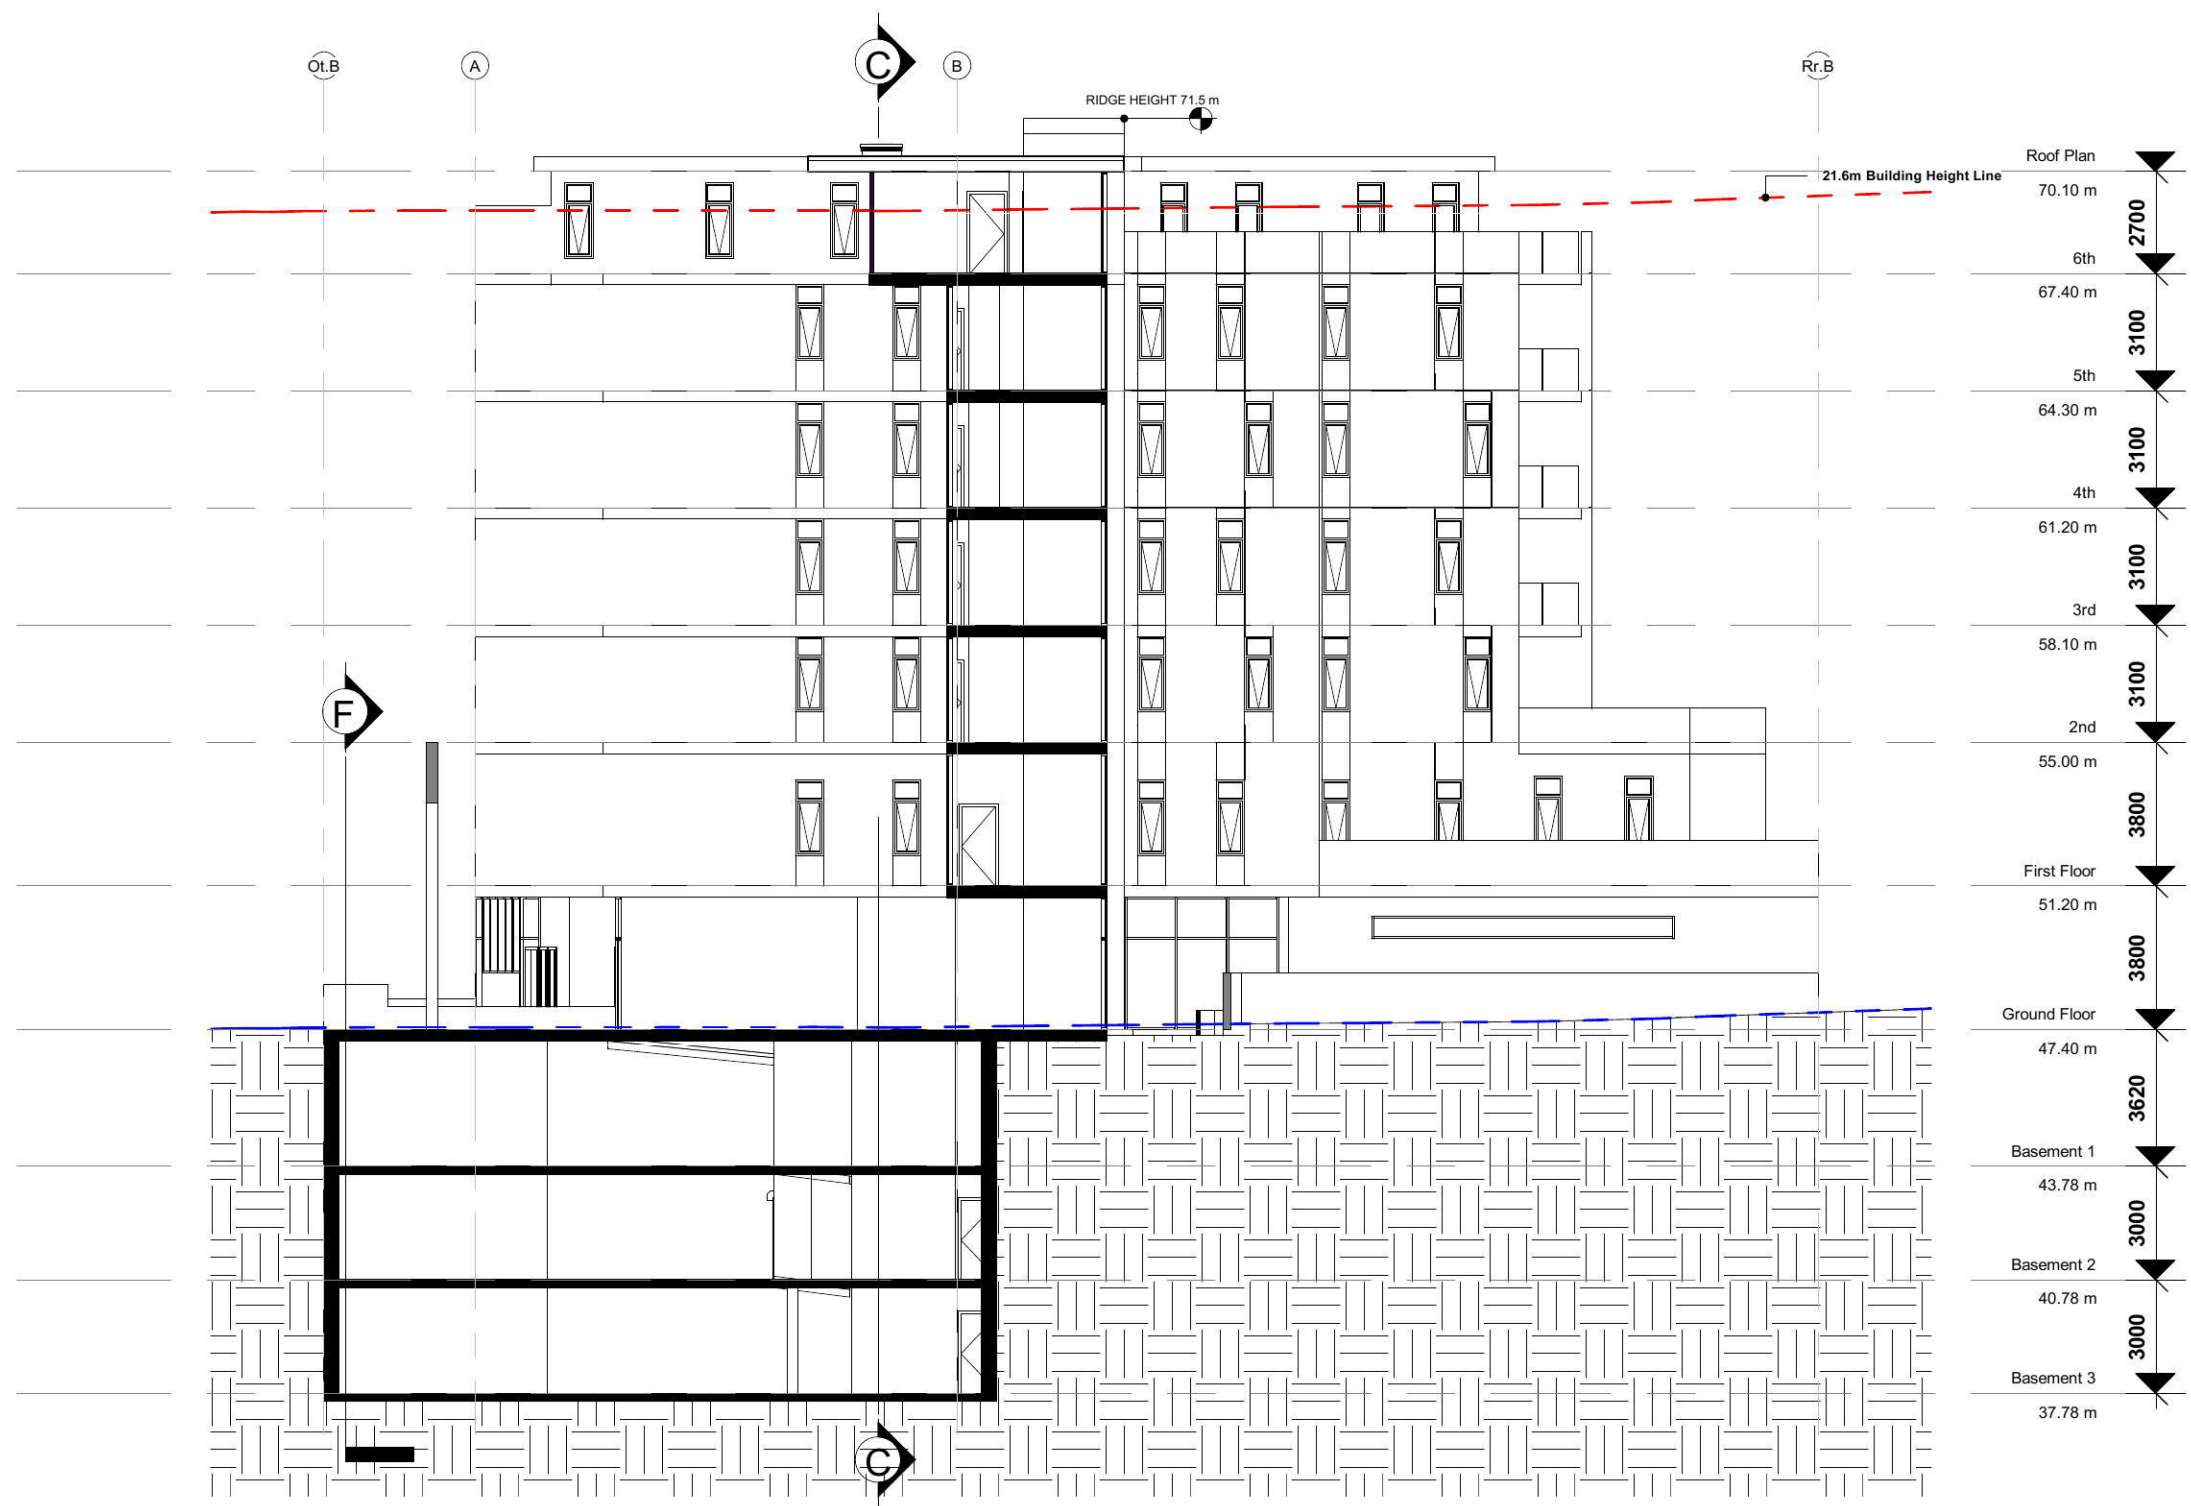 Ot.B
A
C
B
Rr.B
RIDGE HEIGHT 71.5 m
Roof Plan
70.10 m
21.6m Building Height Line
2700
6th
67.40 m
3100
5th
64.30 m
3100
4th
61.20 m
3100
3rd
58.10 m
3100
F
2nd
55.00 m
3800
First Floor
51.20 m
3800
Ground Floor
47.40 m
3620
Basement 1
43.78 m
3000
Basement 2
40.78 m
3000
Basement 3
37.78 m
C